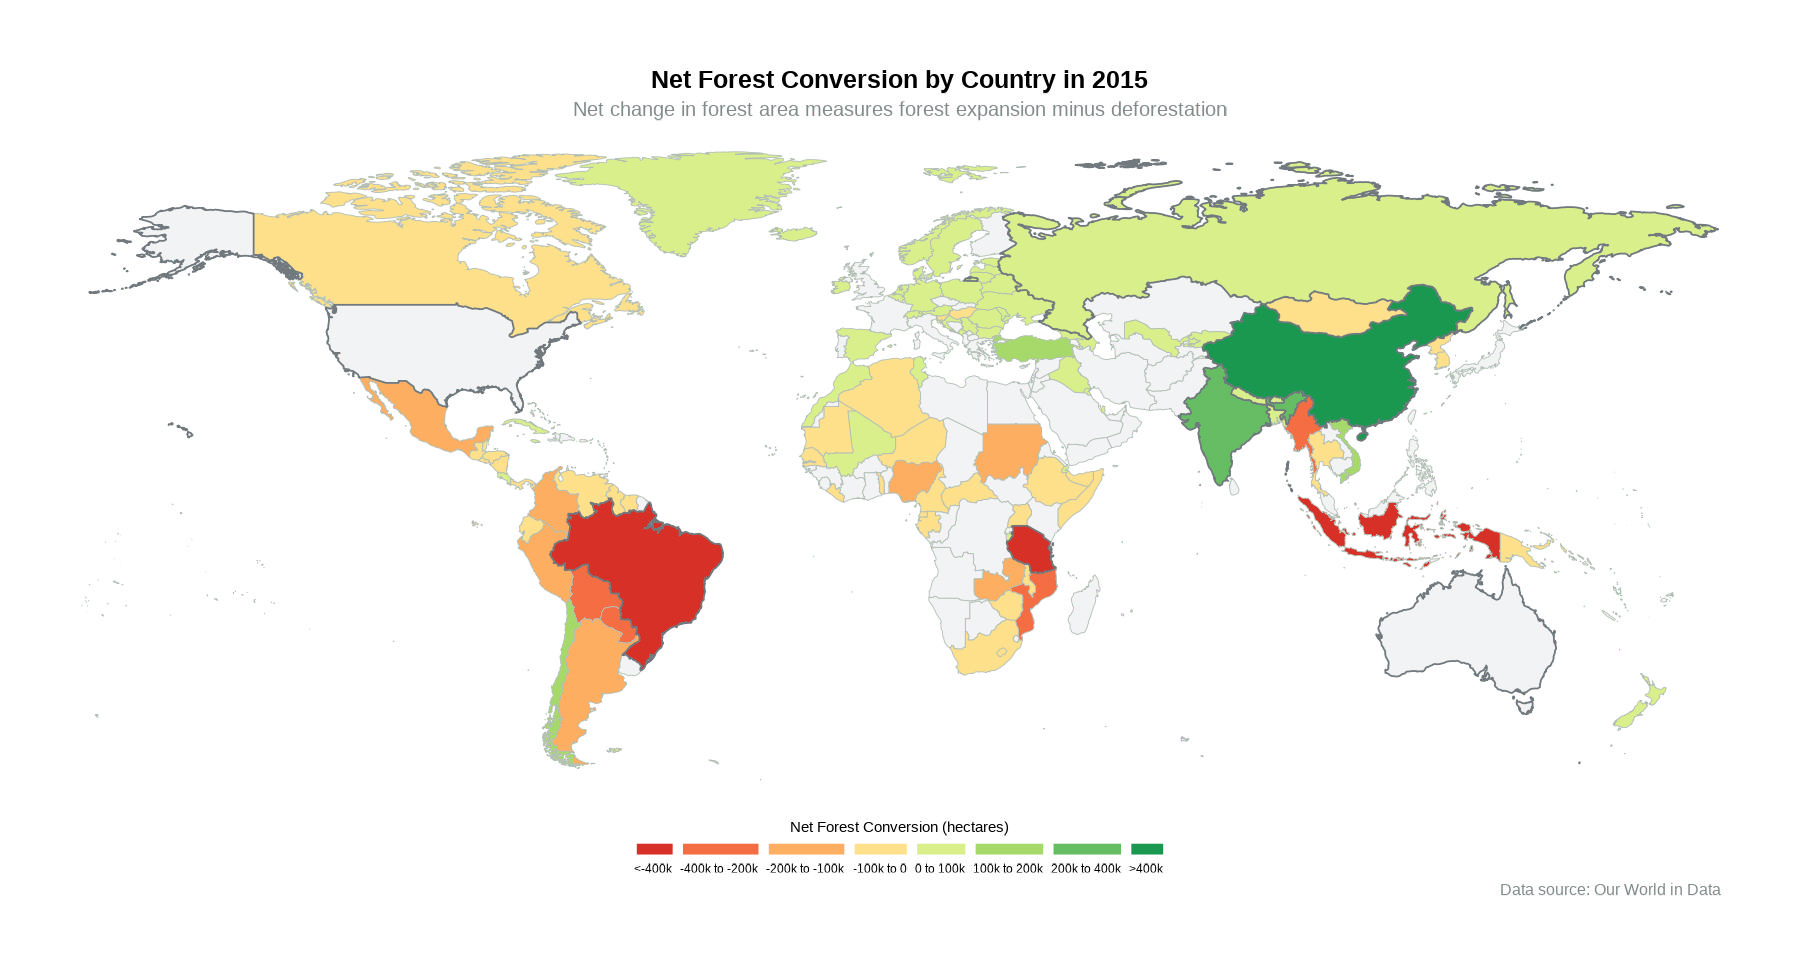 Net Forest Conversion by Country in 2015
Net change in forest area measures forest expansion minus deforestation
Net Forest Conversion (hectares)
<-400k -400k to -200k -200k to -100k -100k to 0 0 to 100k 100k to 200k 200k to 400k >400k
Data source: Our World in Data